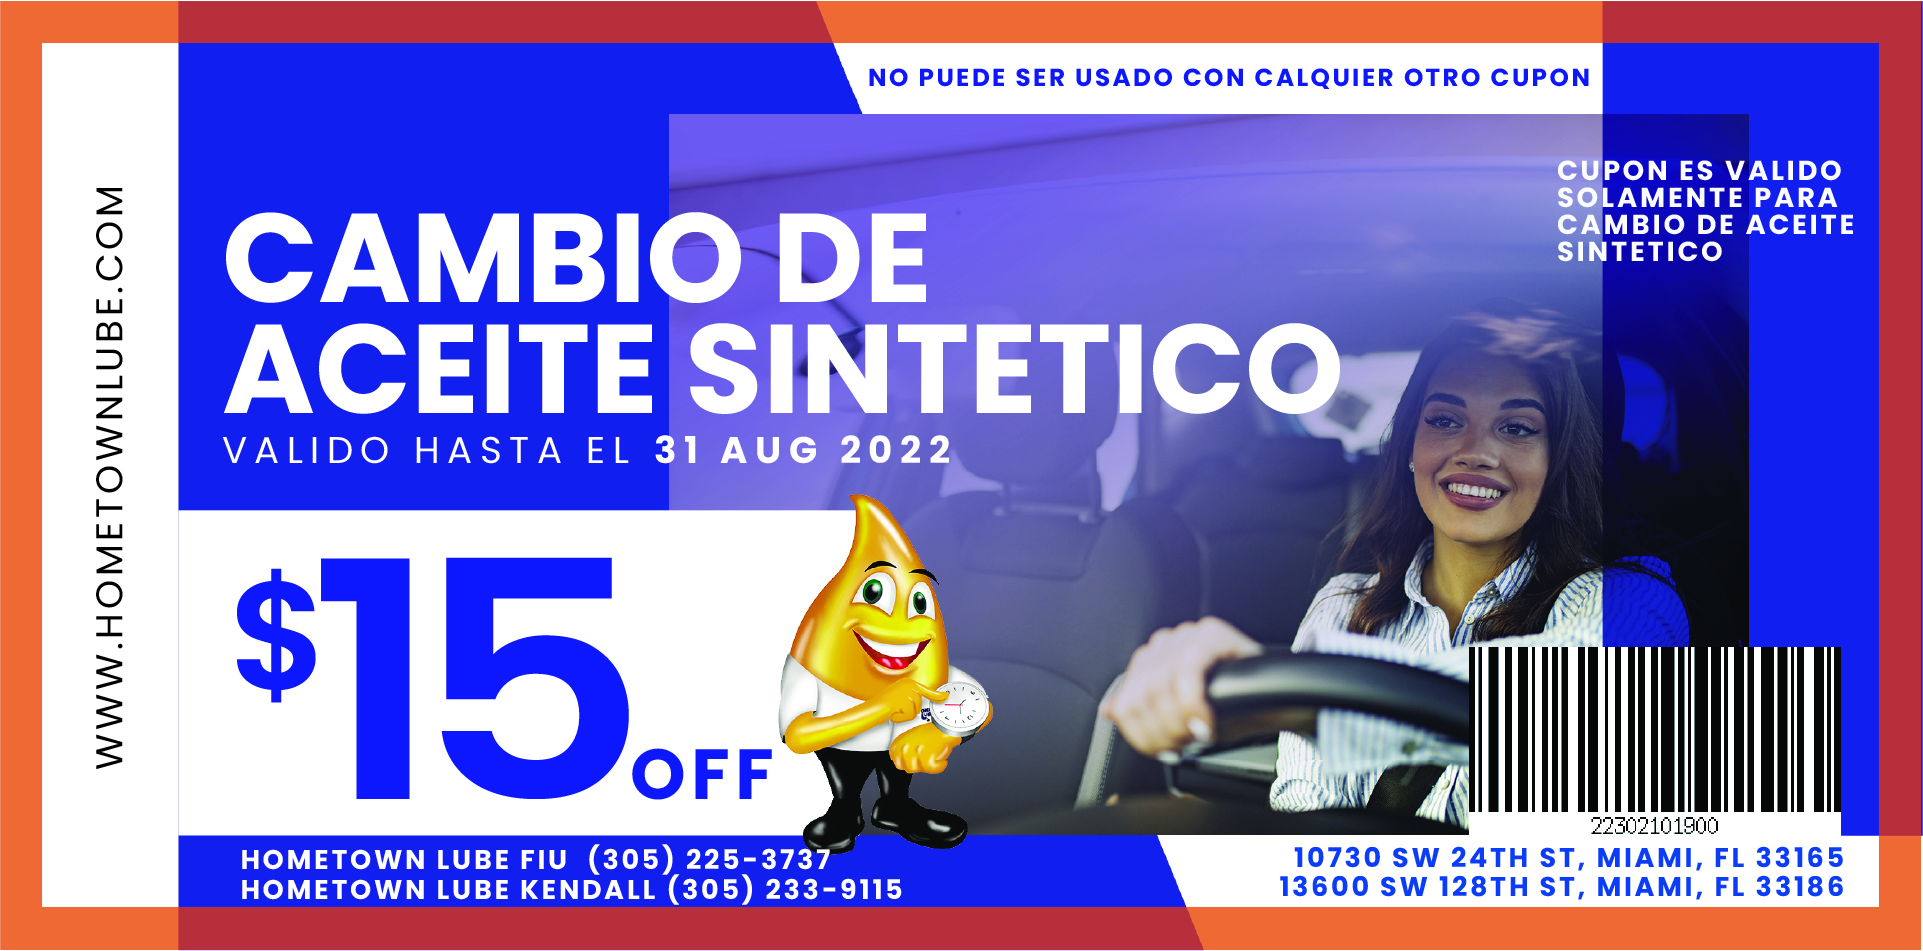 NO PUEDE SER USADO CON CALQUIER OTRO CUPON
CUPON ES VALIDO
SOLAMENTE PARA
CAMBIO DE ACEITE
SINTETICO
WWW.HOMETOWNLUBE.COM
CAMBIO DE
ACEITE SINTETICO
VALIDO HASTA EL 31 AUG 2022
$15 OFF
22302101900
HOMETOWN LUBE FIU (305) 225-3737
HOMETOWN LUBE KENDALL (305) 233-9115
10730 SW 24TH ST, MIAMI, FL 33165
13600 SW 128TH ST, MIAMI, FL 33186